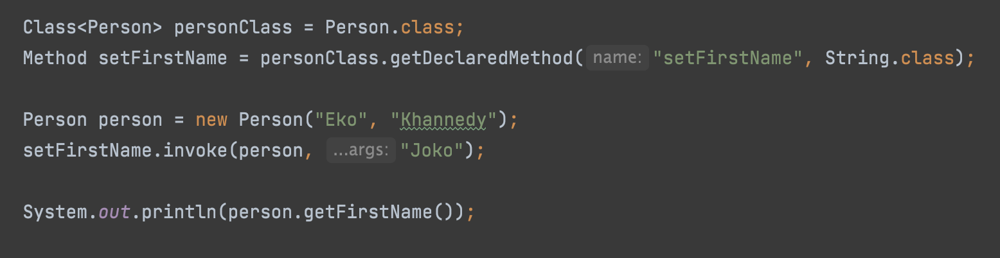 Class<Person> personClass = Person.class;
Method setFirstName = personClass.getDeclaredMethod( name: "setFirstName", String.class);
Person person = new Person("Eko", "Khannedy");
setFirstName.invoke(person, ...args: "Joko");
System.out.println(person.getFirstName());